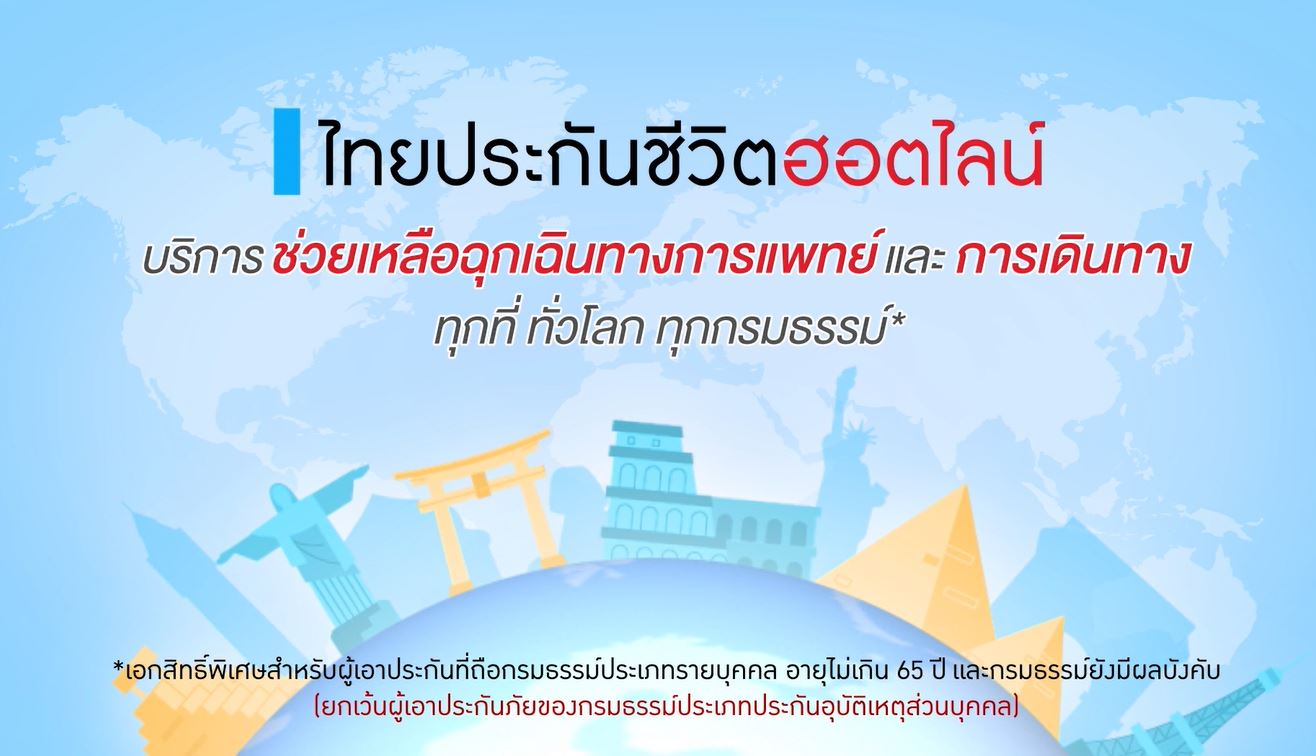 ไทยประกันชีวิตฮอตไลน์
บริการ ช่วยเหลือฉุกเฉินทางการแพทย์ และ การเดินทาง
ทุกที่ ทั่วโลก ทุกกรมธรรม์*
*เอกสิทธิ์พิเศษสำหรับผู้เอาประกันที่ถือกรมธรรม์ประเภทรายบุคคล อายุไม่เกิน 65 ปี และกรมธรรม์ยังมีผลบังคับ
(ยกเว้นผู้เอาประกันภัยของกรมธรรม์ประเภทประกันอุบัติเหตุส่วนบุคคล)